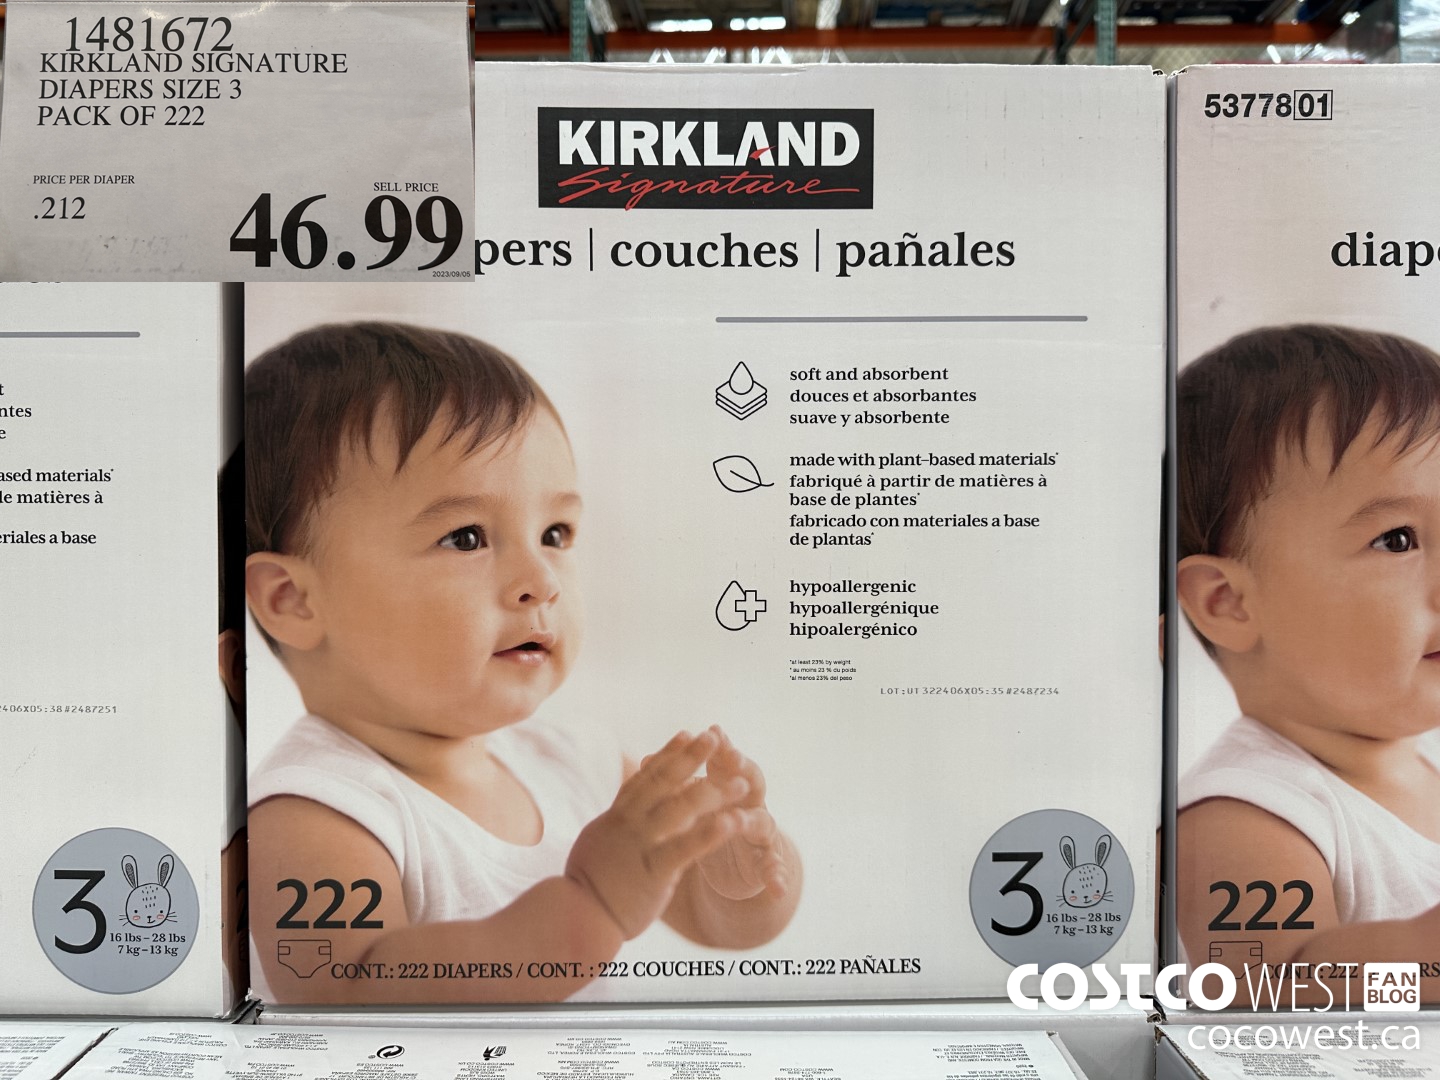 1481672
KIRKLAND SIGNATURE
DIAPERS SIZE 3
PACK OF 222
PRICE PER DIAPER
.212
SELL PRICE
46.99
2023/09/05
KIRKLAND
Signature
pers | couches | pañales
soft and absorbent
douces et absorbantes
suave y absorbente
made with plant-based materials*
fabriqué à partir de matières à
base de plantes*
fabricado con materiales a base
de plantas*
hypoallergenic
hypoallergénique
hipoalergénico
*at least 23% by weight
*au moins 23 % du poids
*al menos 23% del peso
LOT:UT 322406X05:35#2487234
222
CONT.: 222 DIAPERS / CONT. : 222 COUCHES / CONT.: 222 PAÑALES
3
16 lbs – 28 lbs
7 kg – 13 kg
ased materials*
le matières à
eriales a base
2406X05:38#2487251
3
16 lbs – 28 lbs
7 kg – 13 kg
53778 01
diap
222
COSTCO WEST FAN BLOG
cocowest.ca